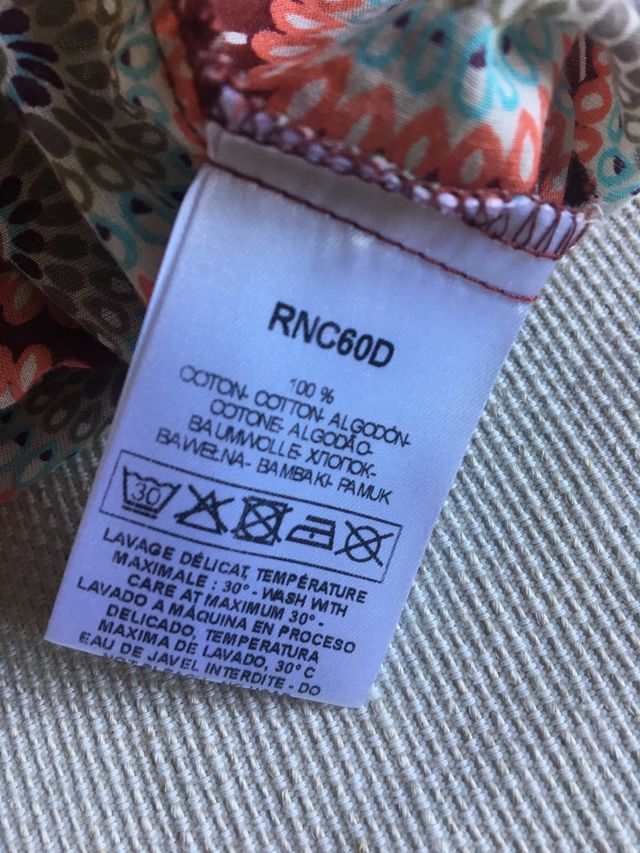 RNC60D
100 %
COTON- COTTON- ALGODÓN-
COTONE- ALGODÃO-
BAUMWOLLE- ХЛОПОК-
BAWEŁNA- BAMBAKI- PAMUK
30
LAVAGE DÉLICAT, TEMPÉRATURE
MAXIMALE : 30° - WASH WITH
CARE AT MAXIMUM 30° -
LAVADO A MÁQUINA EN PROCESO
DELICADO, TEMPERATURA
MAXIMA DE LAVADO, 30° C
EAU DE JAVEL INTERDITE - DO